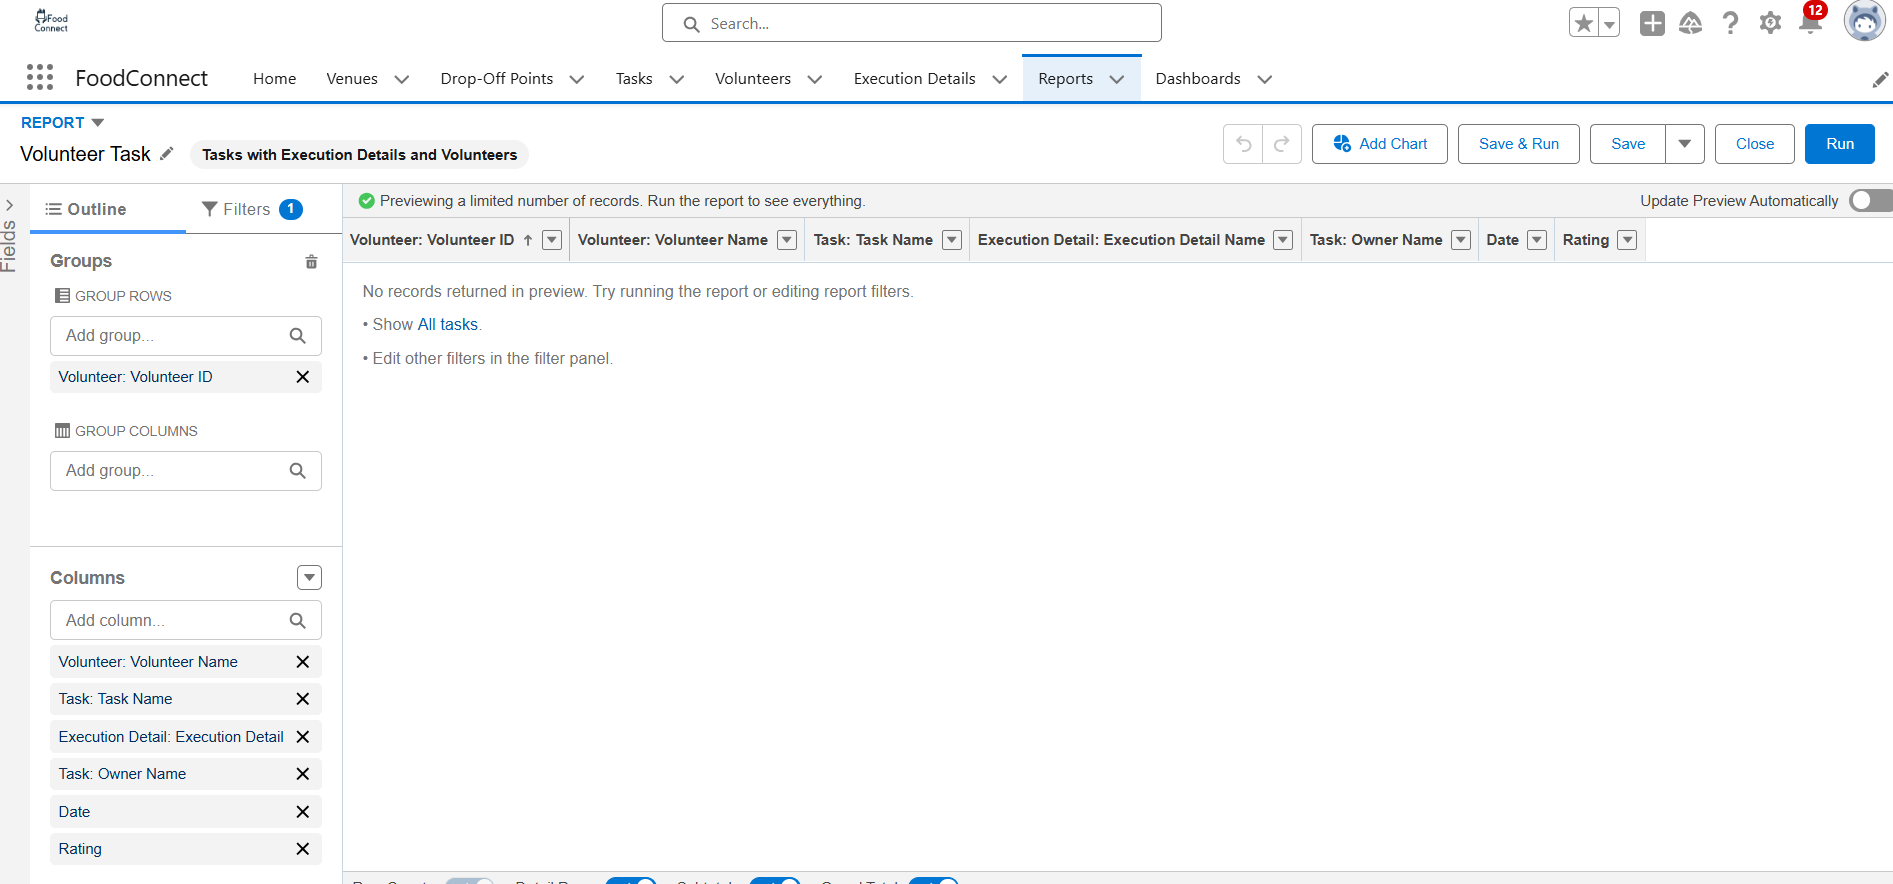 Food
Connect
Search...
12
FoodConnect
Home
Venues
Drop-Off Points
Tasks
Volunteers
Execution Details
Reports
Dashboards
REPORT
Volunteer Task
Tasks with Execution Details and Volunteers
Add Chart
Save & Run
Save
Close
Run
Fields
Outline
Filters 1
Previewing a limited number of records. Run the report to see everything.
Update Preview Automatically
Groups
GROUP ROWS
Add group...
Volunteer: Volunteer ID
GROUP COLUMNS
Add group...
Columns
Add column...
Volunteer: Volunteer Name
Task: Task Name
Execution Detail: Execution Detail
Task: Owner Name
Date
Rating
Volunteer: Volunteer ID
Volunteer: Volunteer Name
Task: Task Name
Execution Detail: Execution Detail Name
Task: Owner Name
Date
Rating
No records returned in preview. Try running the report or editing report filters.
• Show All tasks.
• Edit other filters in the filter panel.